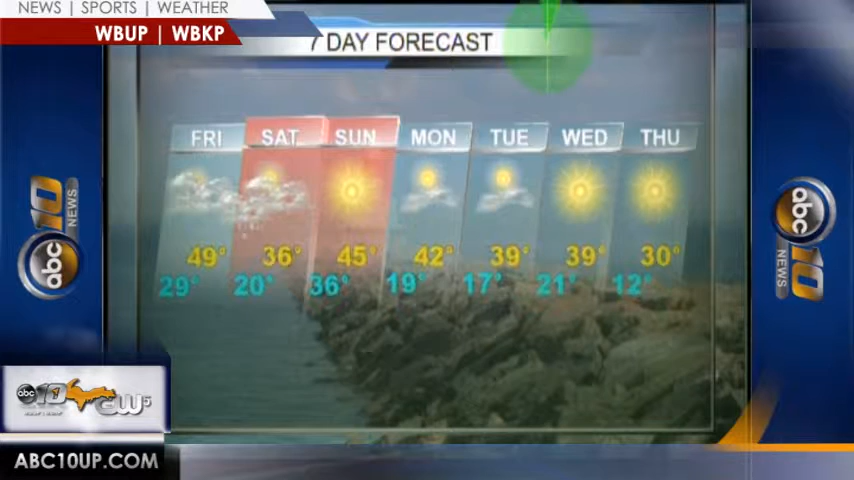 NEWS | SPORTS | WEATHER
WBUP | WBKP
7 DAY FORECAST
FRI SAT SUN MON TUE WED THU
49° 36° 45° 42° 39° 39° 30°
29° 20° 36° 19° 17° 21° 12°
abc 10 NEWS
abc 10 NEWS
abc 10 CW 5
ABC10UP.COM